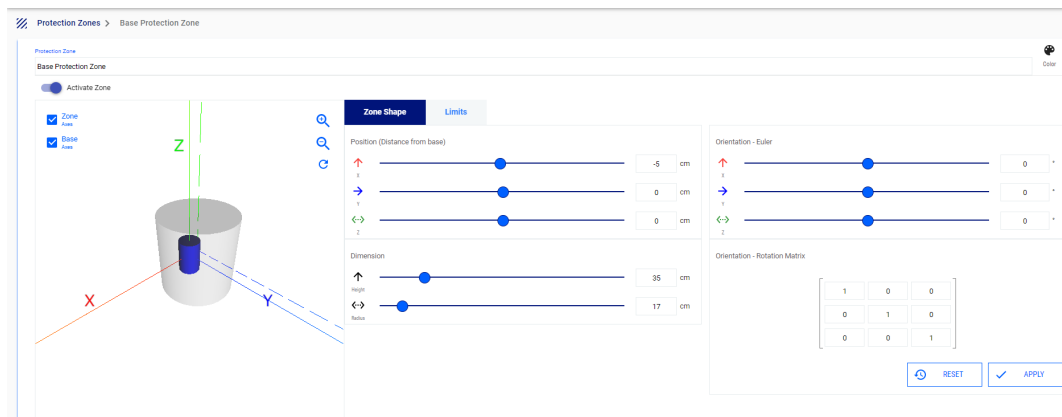 Protection Zones > Base Protection Zone
Protection Zone
Base Protection Zone
Color
Activate Zone
Zone
Axes
Base
Axes
Z
X
Y
Zone Shape
Limits
Position (Distance from base)
X
-5 cm
Y
0 cm
Z
0 cm
Dimension
Height
35 cm
Radius
17 cm
Orientation - Euler
X
0 °
Y
0 °
Z
0 °
Orientation - Rotation Matrix
1 0 0
0 1 0
0 0 1
RESET
APPLY